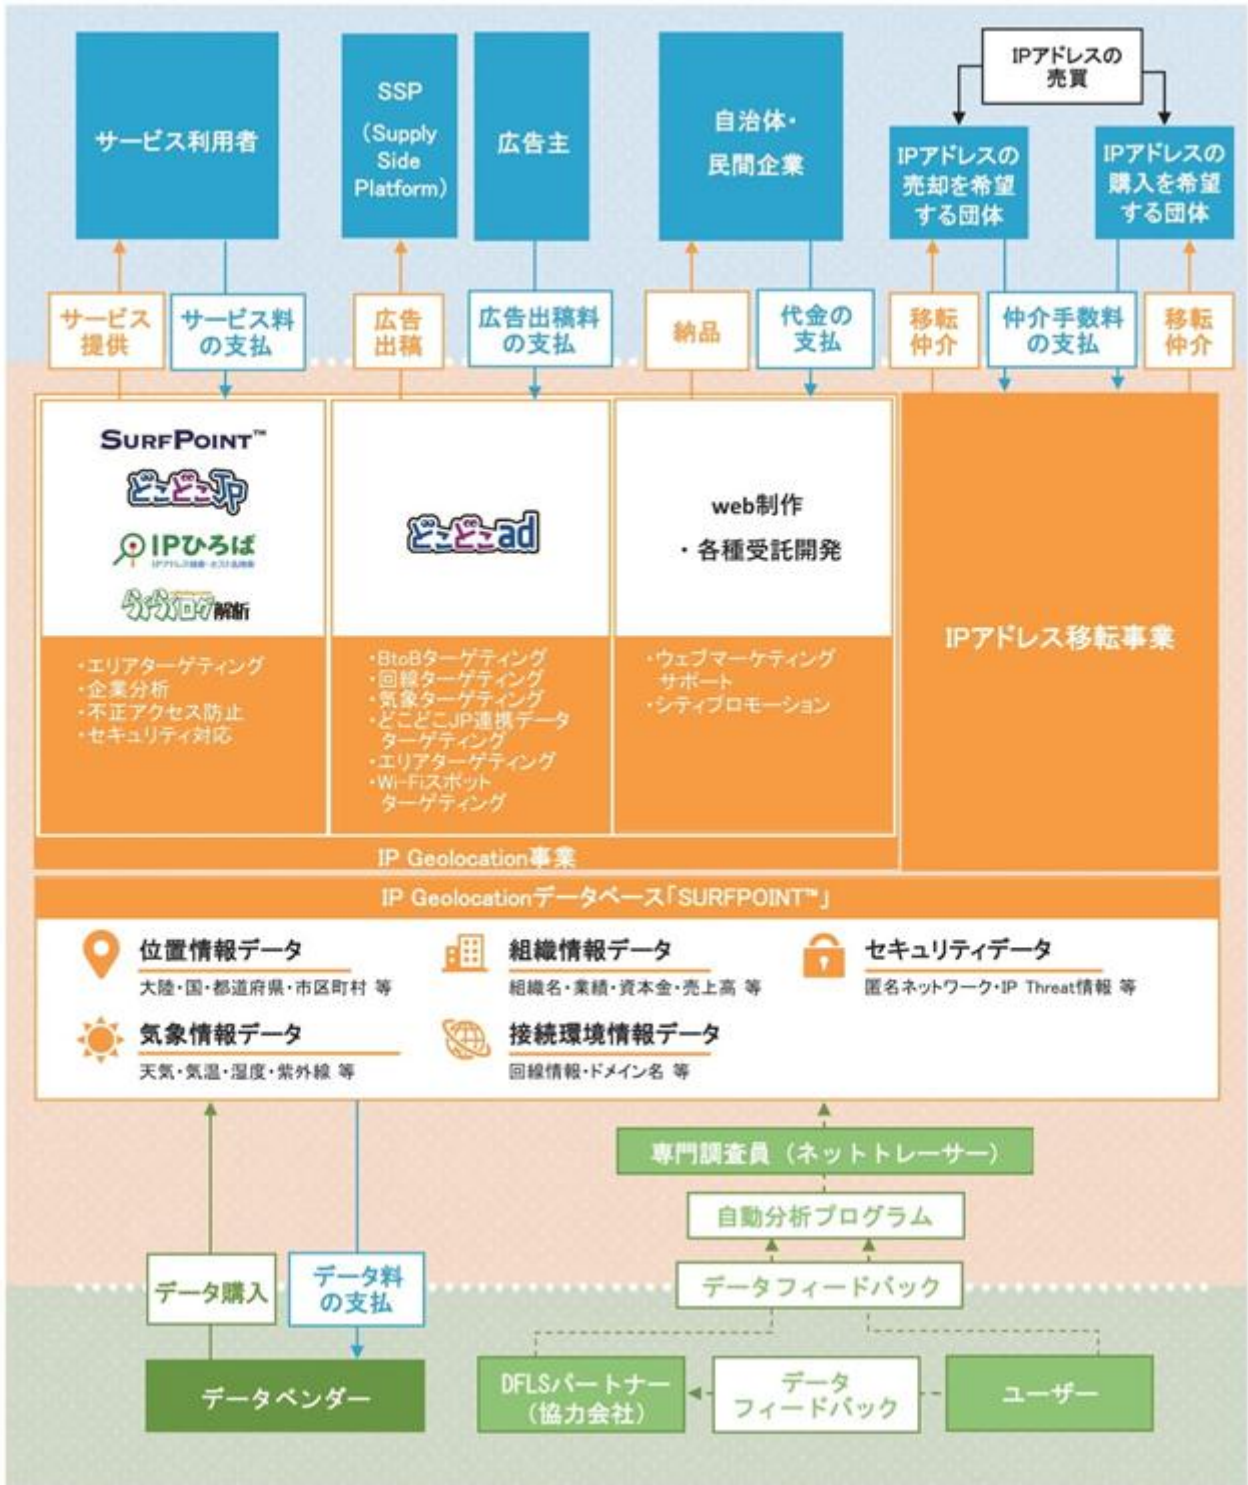 IPアドレスの
売買
サービス利用者
SSP
(Supply
Side
Platform)
広告主
自治体・
民間企業
IPアドレスの
売却を希望
する団体
IPアドレスの
購入を希望
する団体
サービス
提供
サービス料
の支払
広告
出稿
広告出稿料
の支払
納品
代金の
支払
移転
仲介
仲介手数料
の支払
移転
仲介
SURFPOINT™
どこどこJP
IPひろば
IPアドレス検索・ホスト名検索
らくらくログ解析
どこどこad
web制作
・各種受託開発
IPアドレス移転事業
・エリアターゲティング
・企業分析
・不正アクセス防止
・セキュリティ対応
・BtoBターゲティング
・回線ターゲティング
・気象ターゲティング
・どこどこJP連携データ
ターゲティング
・エリアターゲティング
・Wi-Fiスポット
ターゲティング
・ウェブマーケティング
サポート
・シティプロモーション
IP Geolocation事業
IP Geolocationデータベース「SURFPOINT™」
位置情報データ
大陸・国・都道府県・市区町村 等
組織情報データ
組織名・業績・資本金・売上高 等
セキュリティデータ
匿名ネットワーク・IP Threat情報 等
気象情報データ
天気・気温・湿度・紫外線 等
接続環境情報データ
回線情報・ドメイン名 等
専門調査員（ネットトレーサー）
自動分析プログラム
データ購入
データ料
の支払
データフィードバック
データベンダー
DFLSパートナー
（協力会社）
データ
フィードバック
ユーザー